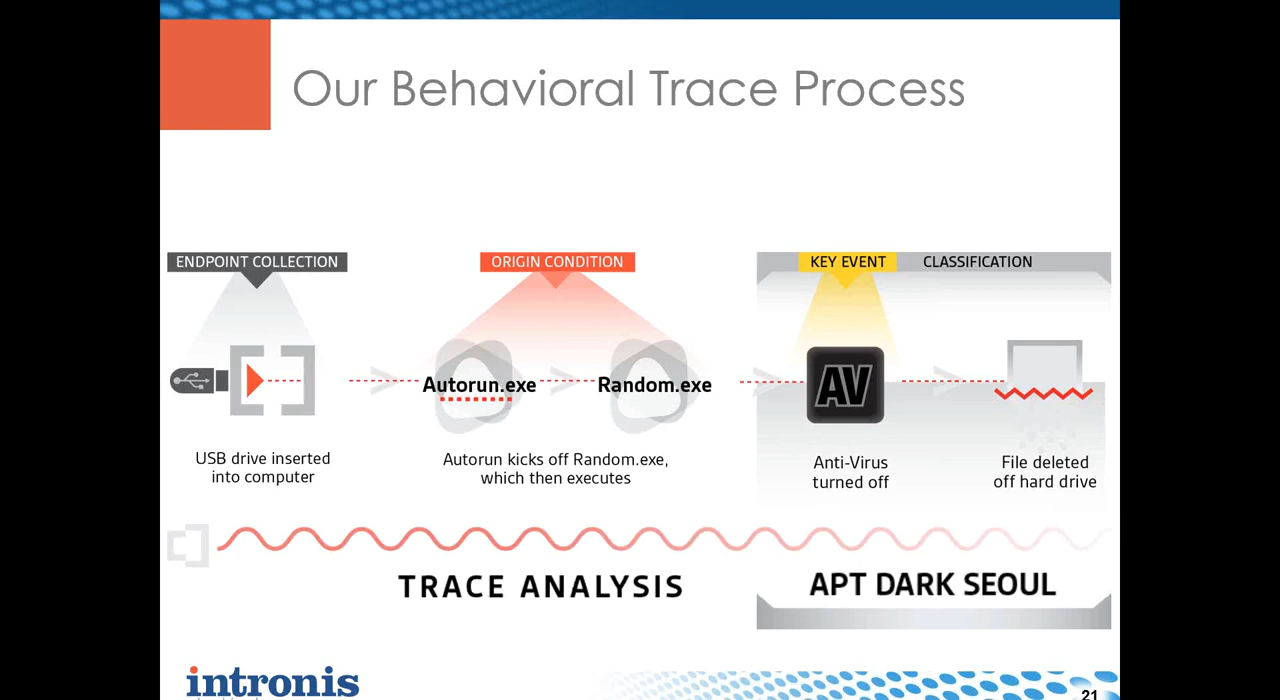 Our Behavioral Trace Process
ENDPOINT COLLECTION
ORIGIN CONDITION
KEY EVENT
CLASSIFICATION
Autorun.exe
Random.exe
AV
USB drive inserted
into computer
Autorun kicks off Random.exe,
which then executes
Anti-Virus
turned off
File deleted
off hard drive
TRACE ANALYSIS
APT DARK SEOUL
intronis
21